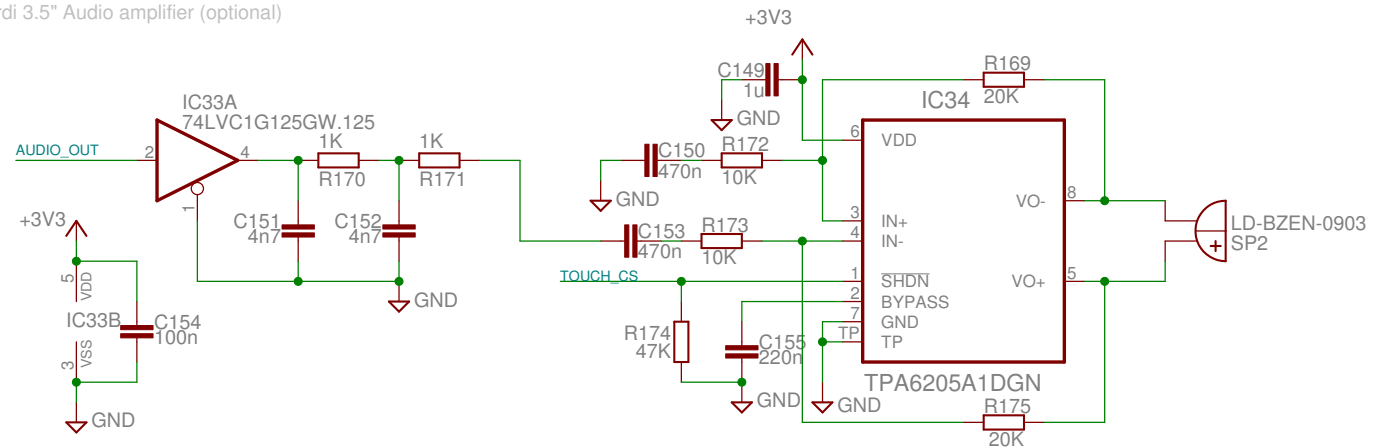 rdi 3.5" Audio amplifier (optional)
+3V3
C149
1u
GND
R169
20K
IC34
IC33A
74LVC1G125GW.125
AUDIO_OUT
2
4
1
1K
R170
1K
R171
C150
470n
R172
10K
GND
6
VDD
C151
4n7
C152
4n7
GND
C153
470n
R173
10K
3
IN+
4
IN-
VO-
8
LD-BZEN-0903
SP2
+3V3
5
VDD
IC33B
C154
100n
3
VSS
GND
TOUCH_CS
1
SHDN
2
BYPASS
7
GND
TP
TP
VO+
5
R174
47K
C155
220n
GND
GND
TPA6205A1DGN
R175
20K